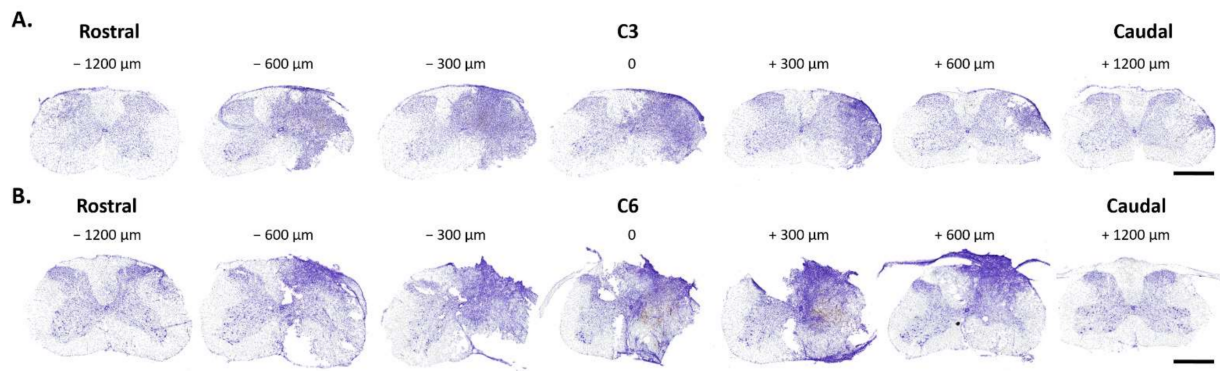 A.
Rostral C3 Caudal
− 1200 μm − 600 μm − 300 μm 0 + 300 μm + 600 μm + 1200 μm
B.
Rostral C6 Caudal
− 1200 μm − 600 μm − 300 μm 0 + 300 μm + 600 μm + 1200 μm